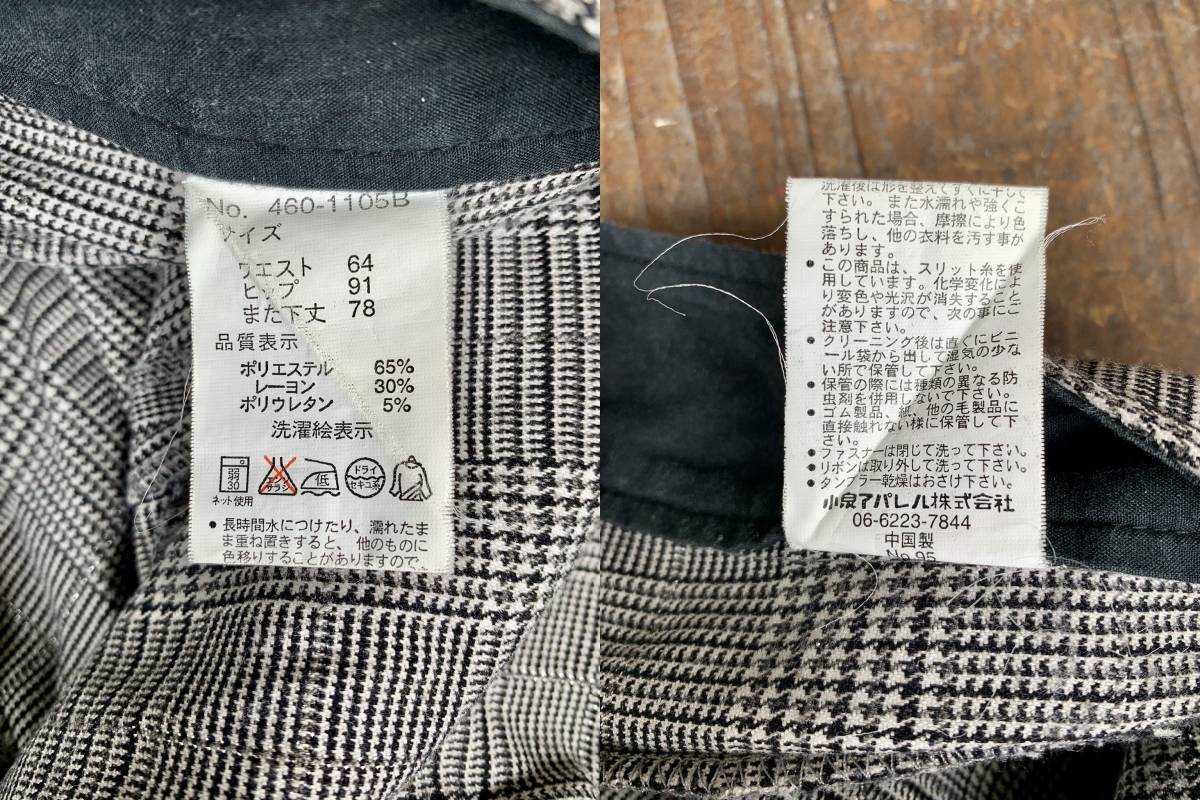 No. 460-1105B
サイズ
ウエスト 64
ヒップ 91
また下丈 78
品質表示
ポリエステル 65%
レーヨン 30%
ポリウレタン 5%
洗濯絵表示
弱
30
エンソサラシ
低
ドライ
セキユ系
ネット使用
● 長時間水につけたり、濡れたま
ま重ね置きすると、他のものに
色移りすることがありますので、
洗濯後は形を整えてすぐに干して
下さい。また水濡れや強くこ
すられた場合、摩擦により色
落ちし、他の衣料を汚す事が
あります。
● この商品は、スリット糸を使
用しています。化学変化によ
り変色や光沢が消失すること
がありますので、次の事にご
注意下さい。
● クリーニング後は直ぐにビニ
ール袋から出して湿気の少な
い所で保管して下さい。
● 保管の際には種類の異なる防
虫剤を併用しないで下さい。
● ゴム製品、紙、他の毛製品に
直接触れない様に保管して下
さい。
● ファスナーは閉じて洗って下さい。
● リボンは取り外して洗って下さい。
● タンブラー乾燥はおさけ下さい。
小泉アパレル株式会社
06-6223-7844
中国製
No.95